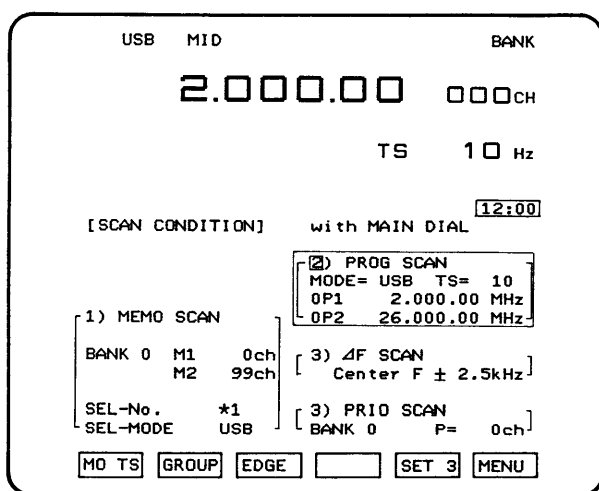 USB MID BANK
2.000.00 000CH
TS 10 Hz
12:00
[SCAN CONDITION] with MAIN DIAL
2) PROG SCAN
MODE= USB TS= 10
0P1 2.000.00 MHz
0P2 26.000.00 MHz
1) MEMO SCAN
BANK 0 M1 0ch
M2 99ch
SEL-No. *1
SEL-MODE USB
3) ΔF SCAN
Center F ± 2.5kHz
3) PRIO SCAN
BANK 0 P= 0ch
MO TS GROUP EDGE SET 3 MENU